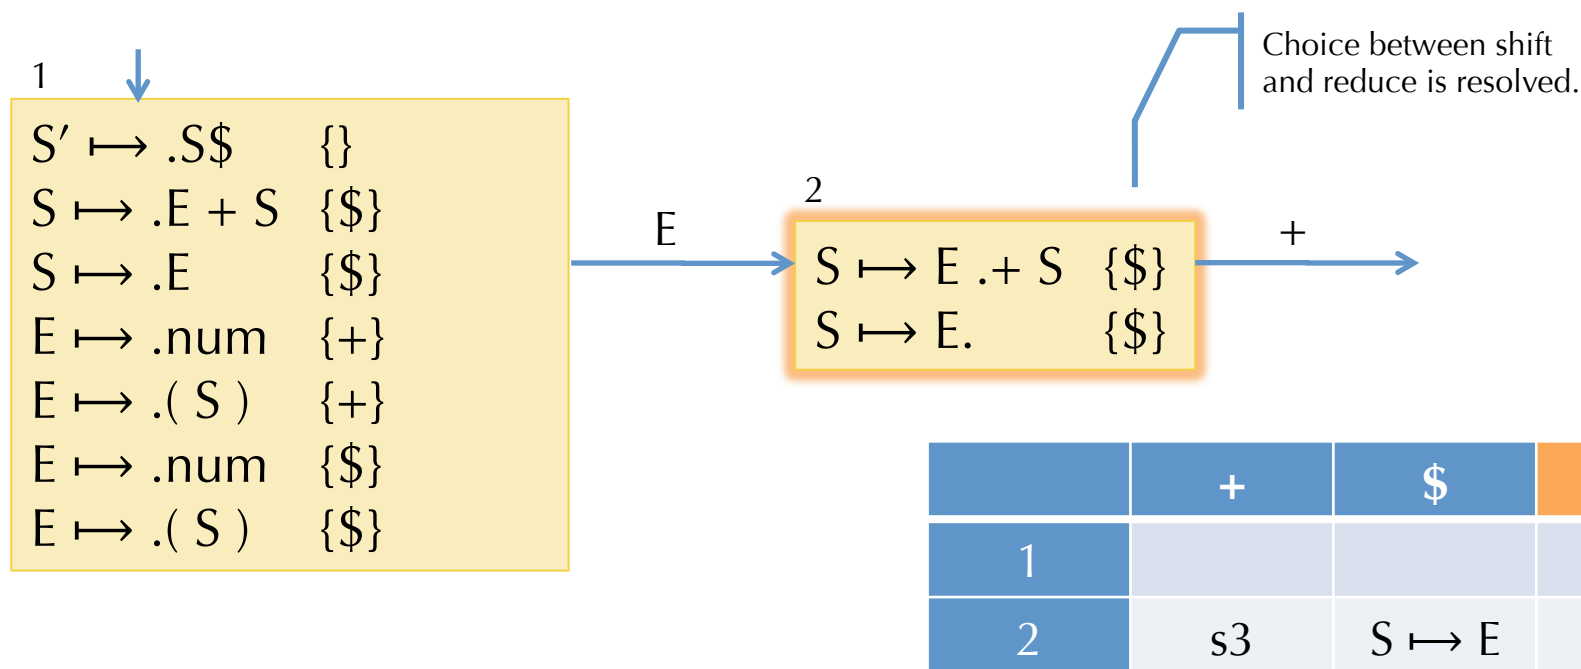 Choice between shift
and reduce is resolved.
1
S′ ⟼ .S$ {}
S ⟼ .E + S {$}
S ⟼ .E {$}
E ⟼ .num {+}
E ⟼ .( S ) {+}
E ⟼ .num {$}
E ⟼ .( S ) {$}
E
2
S ⟼ E .+ S {$}
S ⟼ E. {$}
+
+ $
1
2 s3 S ⟼ E